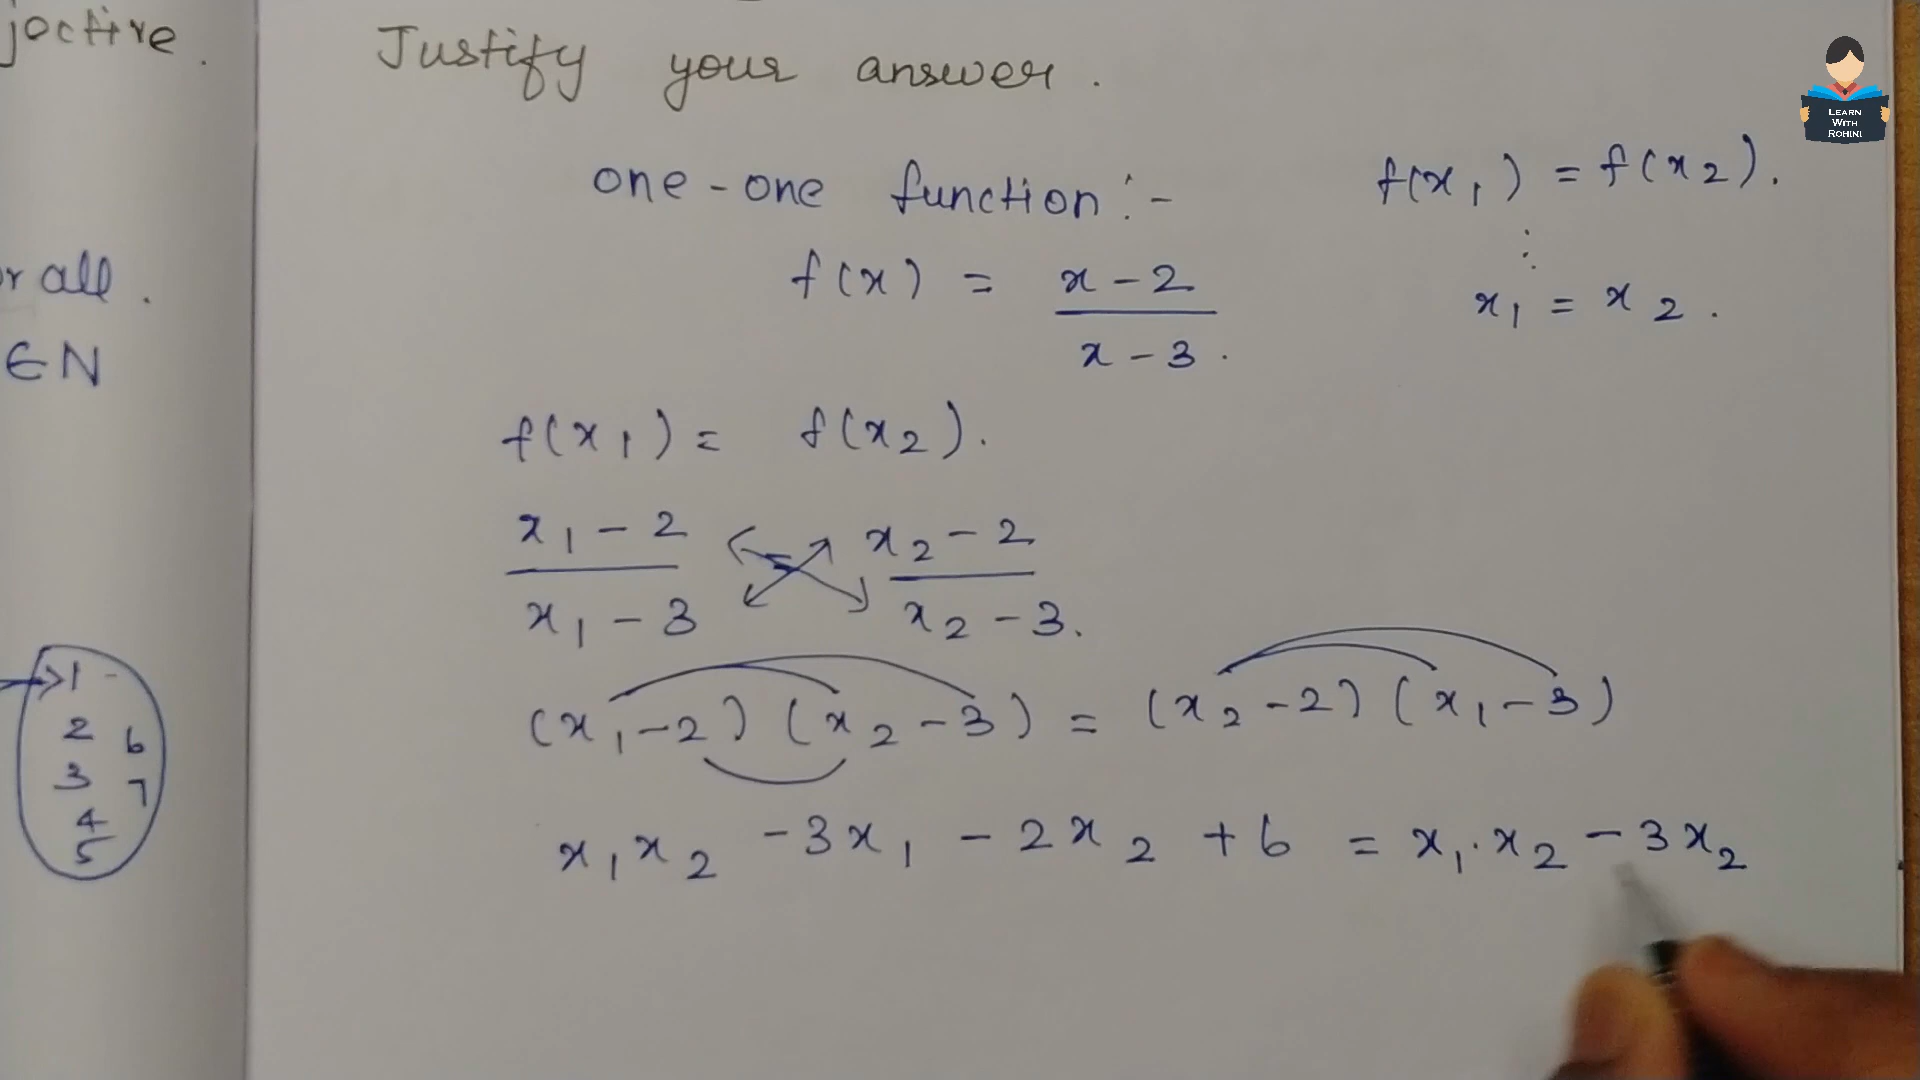 joctive.
r all.
∈ N
1
2 6
3 7
4
5
Justify your answer.
one-one function :-
f(x) = x-2
x-3.
f(x1) = f(x2).
⋮
x1 = x2.
f(x1) = f(x2).
x1-2 x2-2
x1-3 x2-3.
(x1-2) (x2-3) = (x2-2) (x1-3)
x1x2 -3x1 - 2x2 + 6 = x1.x2 - 3x2
LEARN
WITH
ROHINI